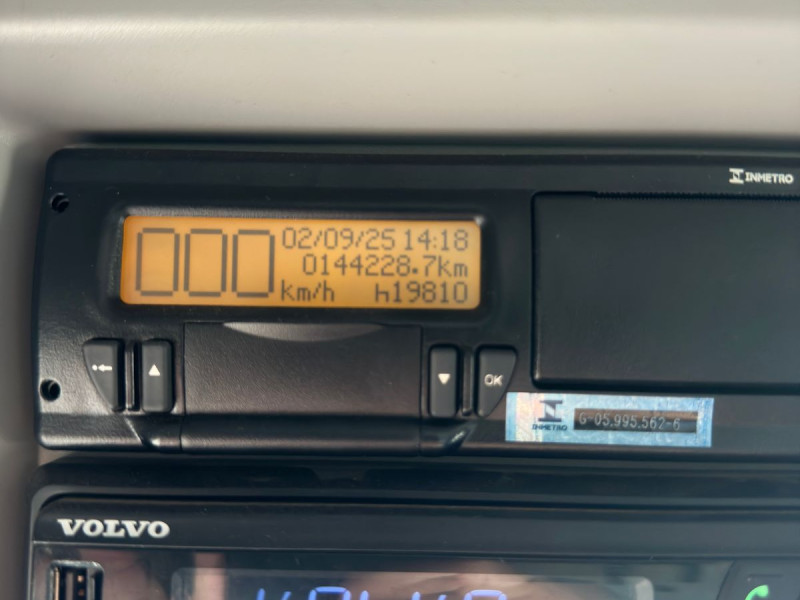 INMETRO
000
02/09/25 14:18
0144228.7km
km/h h19810
OK
INMETRO
G-05.995.562-6
VOLVO